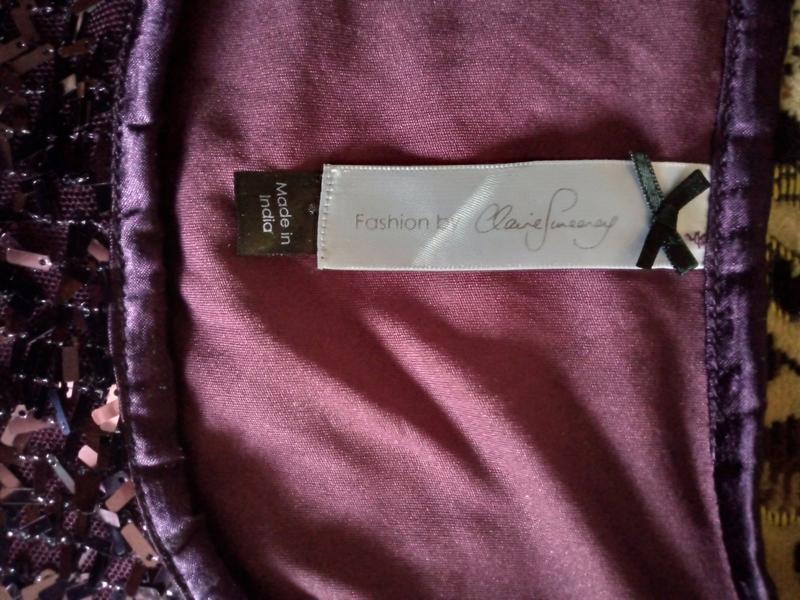 Fashion by Claire Sweeney
Made in
India